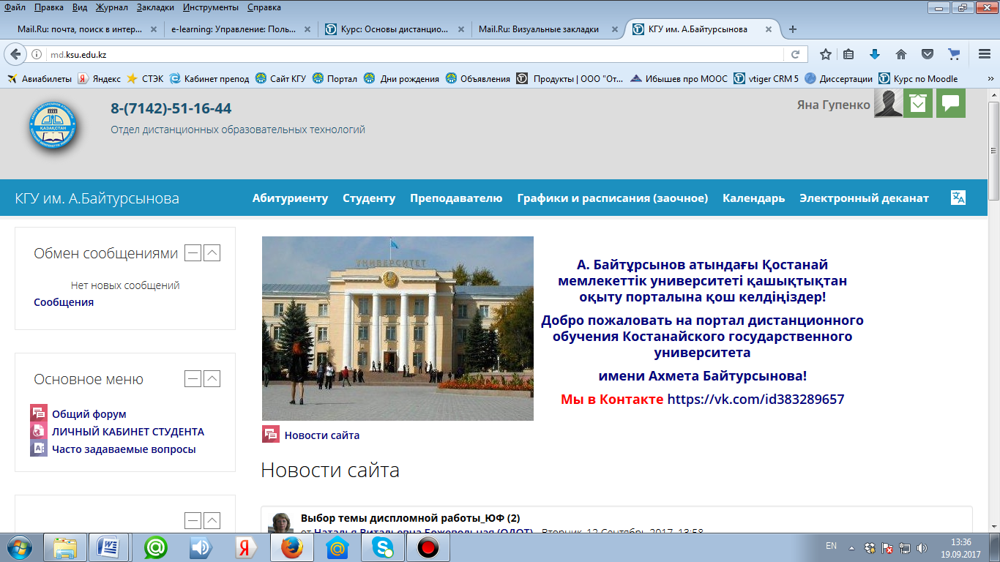 Файл Правка Вид Журнал Закладки Инструменты Справка
Mail.Ru: почта, поиск в интер...
e-learning: Управление: Поль...
Курс: Основы дистанцио...
Mail.Ru: Визуальные закладки
КГУ им. А.Байтурсынова
md.ksu.edu.kz
Авиабилеты Яндекс СТЭК Кабинет препод Сайт КГУ Портал Дни рождения Объявления Продукты | ООО "От... Ибышев про МООС vtiger CRM 5 Диссертации Курс по Moodle »
ҚАЗАҚСТАН
8-(7142)-51-16-44
Отдел дистанционных образовательных технологий
Яна Гупенко
КГУ им. А.Байтурсынова
Абитуриенту Студенту Преподавателю Графики и расписания (заочное) Календарь Электронный деканат
Обмен сообщениями
Нет новых сообщений
Сообщения
Основное меню
Общий форум
ЛИЧНЫЙ КАБИНЕТ СТУДЕНТА
Часто задаваемые вопросы
УНИВЕРСИТЕТ
А. Байтұрсынов атындағы Қостанай
мемлекеттік университеті қашықтықтан
оқыту порталына қош келдіңіздер!
Добро пожаловать на портал дистанционного
обучения Костанайского государственного
университета
имени Ахмета Байтурсынова!
Мы в Контакте https://vk.com/id383289657
Новости сайта
Новости сайта
Выбор темы диспломной работы_ЮФ (2)
от Наталья Витальевна Божевольная (ОДОТ) - Вторник, 12 Сентябрь 2017, 13:58
EN
13:36
19.09.2017